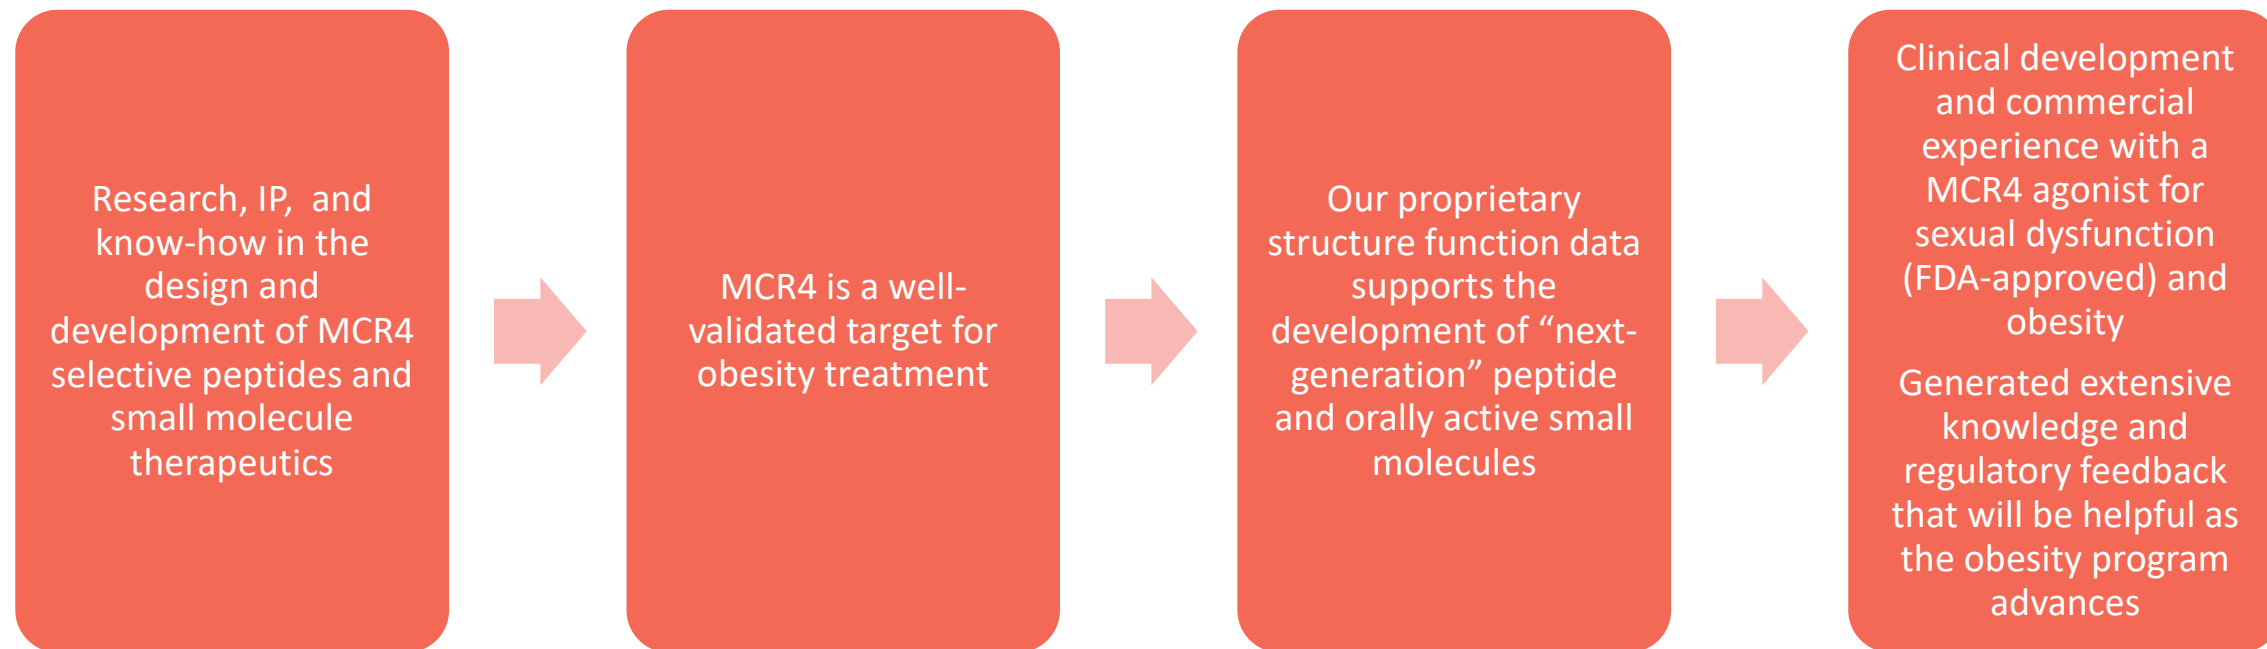 Research, IP,  and
know-how in the
design and
development of MCR4
selective peptides and
small molecule
therapeutics
MCR4 is a well-
validated target for
obesity treatment
Our proprietary
structure function data
supports the
development of “next-
generation” peptide
and orally active small
molecules
Clinical development
and commercial
experience with a
MCR4 agonist for
sexual dysfunction
(FDA-approved) and
obesity
Generated extensive
knowledge and
regulatory feedback
that will be helpful as
the obesity program
advances